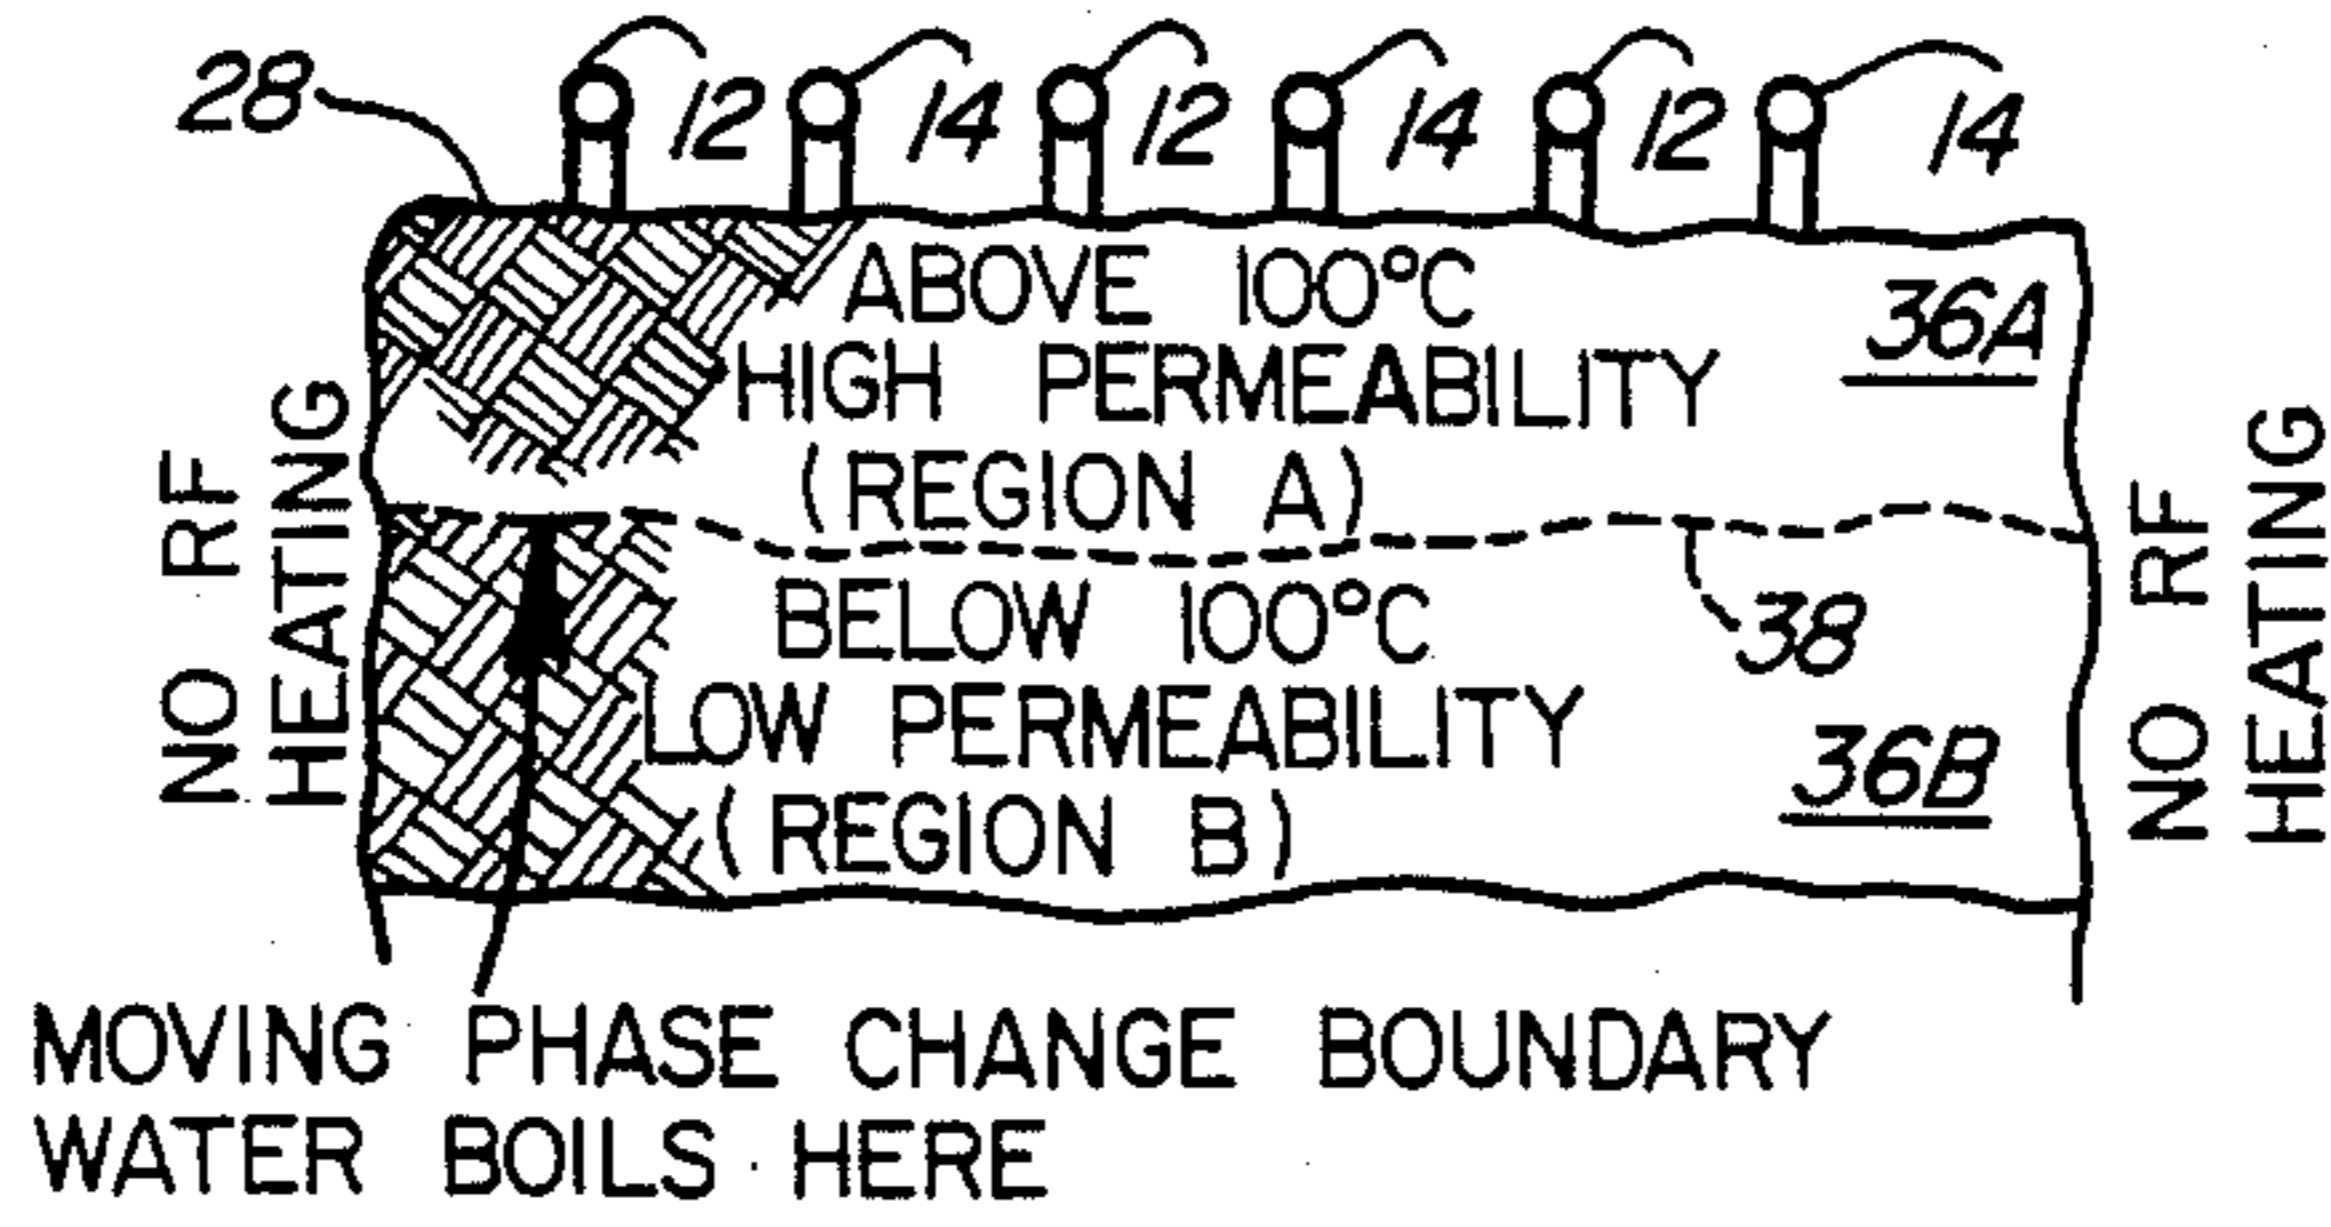 28
12
14
12
14
12
14
ABOVE 100°C
36A
HIGH PERMEABILITY
(REGION A)
NO RF
HEATING
NO RF
HEATING
BELOW 100°C
38
LOW PERMEABILITY
36B
(REGION B)
MOVING PHASE CHANGE BOUNDARY
WATER BOILS HERE